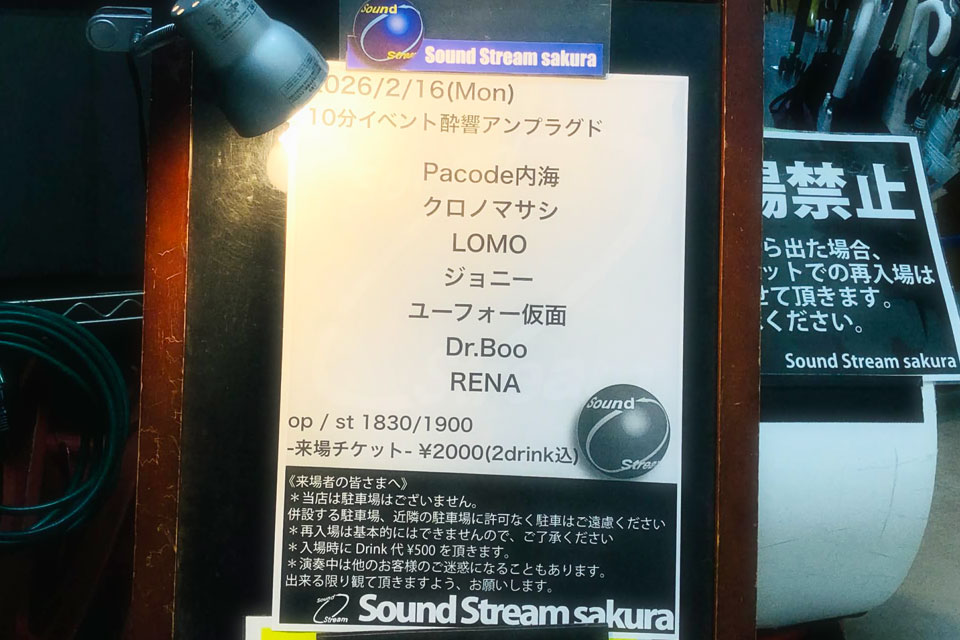 Sound
Stream
Sound Stream sakura
2026/2/16(Mon)
10分イベント酔響アンプラグド
Pacode内海
クロノマサシ
LOMO
ジョニー
ユーフォー仮面
Dr.Boo
RENA
op / st 1830/1900
-来場チケット- ¥2000(2drink込)
Sound
Stream
《来場者の皆さまへ》
＊当店は駐車場はございません。
併設する駐車場、近隣の駐車場に許可なく駐車はご遠慮ください
＊再入場は基本的にはできませんので、ご了承ください
＊入場時に Drink 代 ¥500 を頂きます。
＊演奏中は他のお客様のご迷惑になることもあります。
出来る限り観て頂きますよう、お願いします。
Sound
Stream
Sound Stream sakura
場禁止
ら出た場合、
ットでの再入場は
せて頂きます。
ください。
Sound Stream sakura